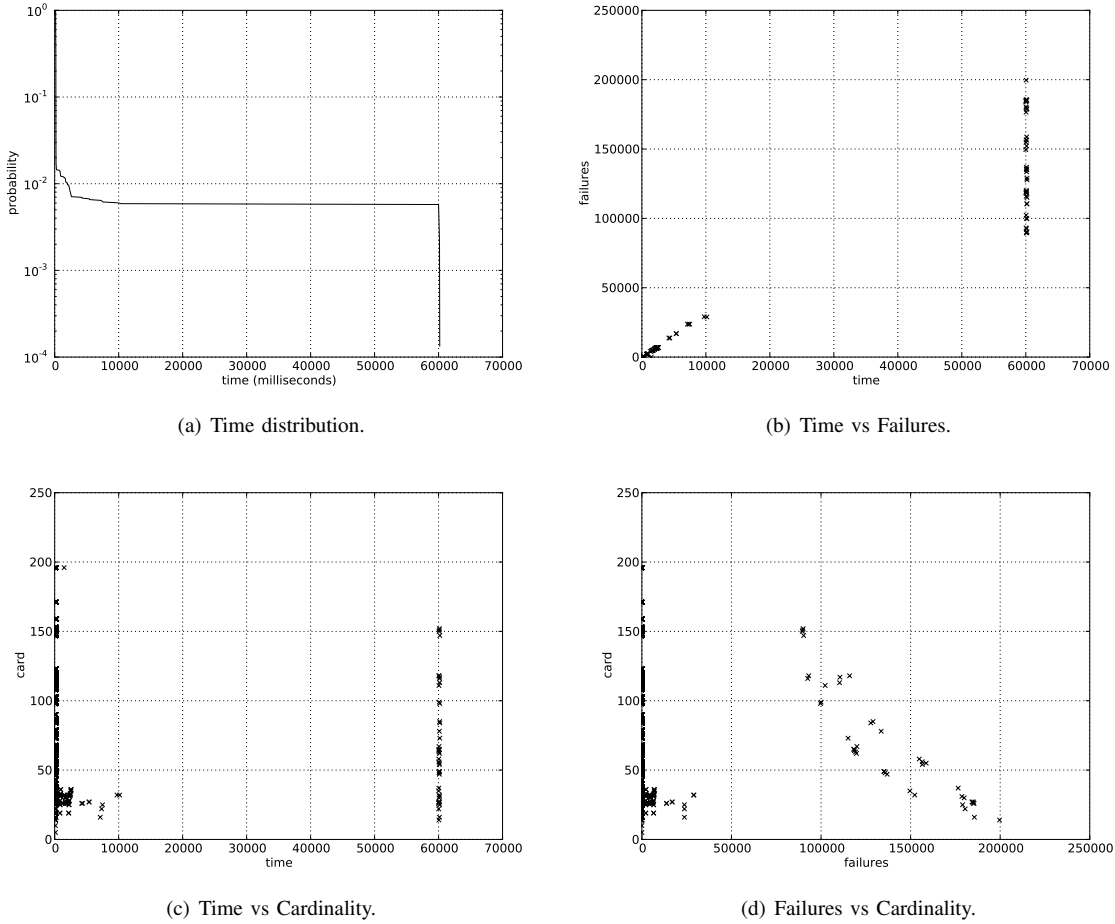 10^0
10^-1
10^-2
10^-3
10^-4
probability
0 10000 20000 30000 40000 50000 60000 70000
time (milliseconds)
(a) Time distribution.
250000
200000
150000
100000
50000
0
failures
0 10000 20000 30000 40000 50000 60000 70000
time
(b) Time vs Failures.
250
200
150
100
50
0
card
0 10000 20000 30000 40000 50000 60000 70000
time
(c) Time vs Cardinality.
250
200
150
100
50
0
card
0 50000 100000 150000 200000 250000
failures
(d) Failures vs Cardinality.